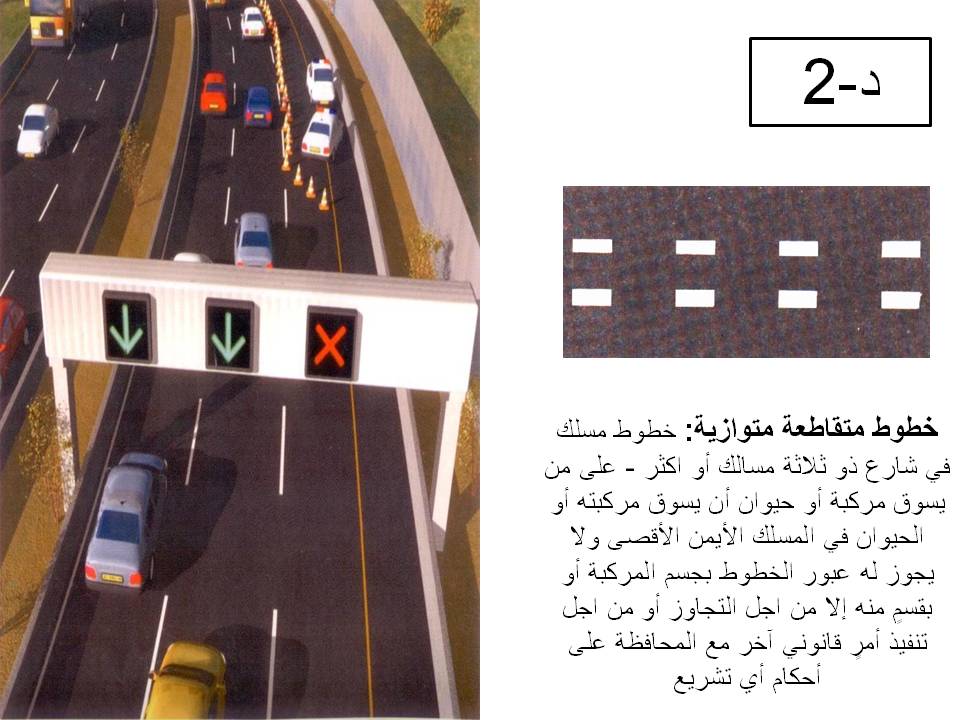 د-2
خطوط متقاطعة متوازية: خطوط مسلك
في شارع ذو ثلاثة مسالك أو اكثر - على من
يسوق مركبة أو حيوان أن يسوق مركبته أو
الحيوان في المسلك الأيمن الأقصى ولا
يجوز له عبور الخطوط بجسم المركبة أو
بقسمٍ منه إلا من اجل التجاوز أو من اجل
تنفيذ أمرٍ قانوني آخر مع المحافظة على
أحكام أي تشريع